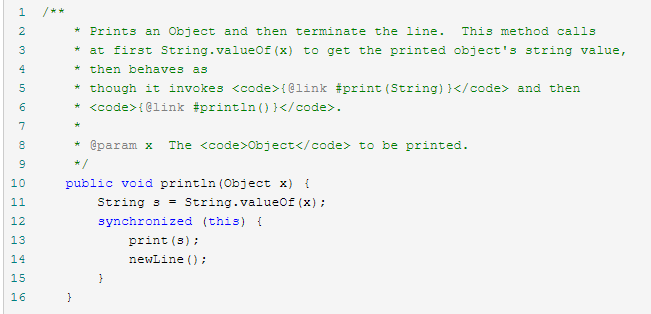 1 /**
2 * Prints an Object and then terminate the line. This method calls
3 * at first String.valueOf(x) to get the printed object's string value,
4 * then behaves as
5 * though it invokes <code>{@link #print(String)}</code> and then
6 * <code>{@link #println()}</code>.
7 *
8 * @param x The <code>Object</code> to be printed.
9 */
10 public void println(Object x) {
11 String s = String.valueOf(x);
12 synchronized (this) {
13 print(s);
14 newLine();
15 }
16 }